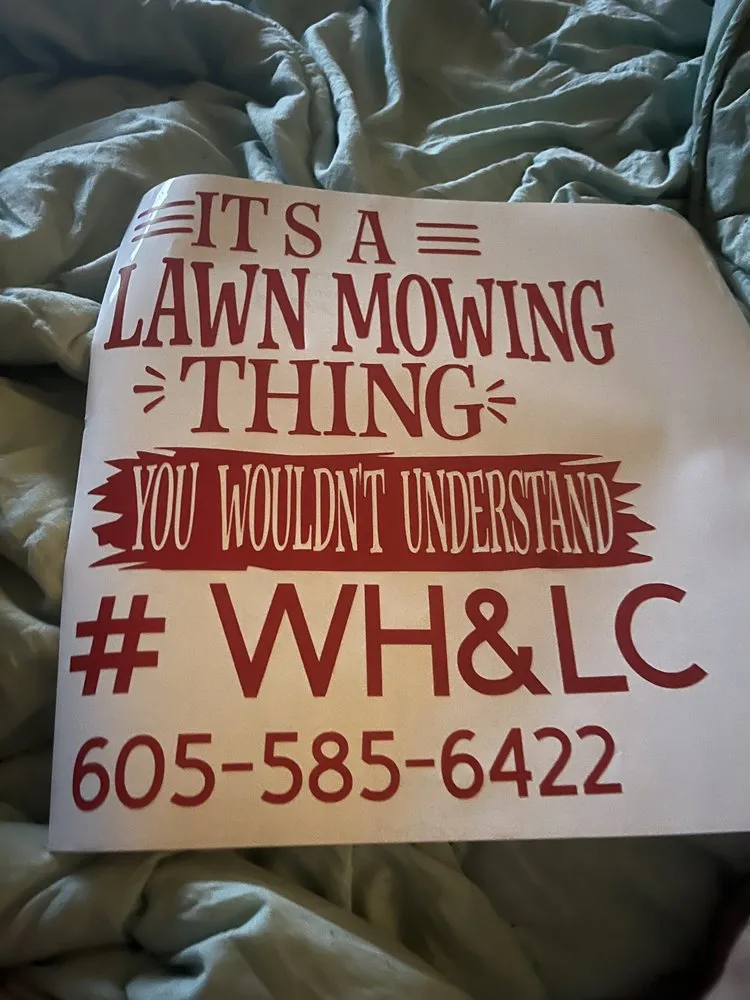 ITS A
LAWN MOWING
THING
YOU WOULDN'T UNDERSTAND
# WH&LC
605-585-6422